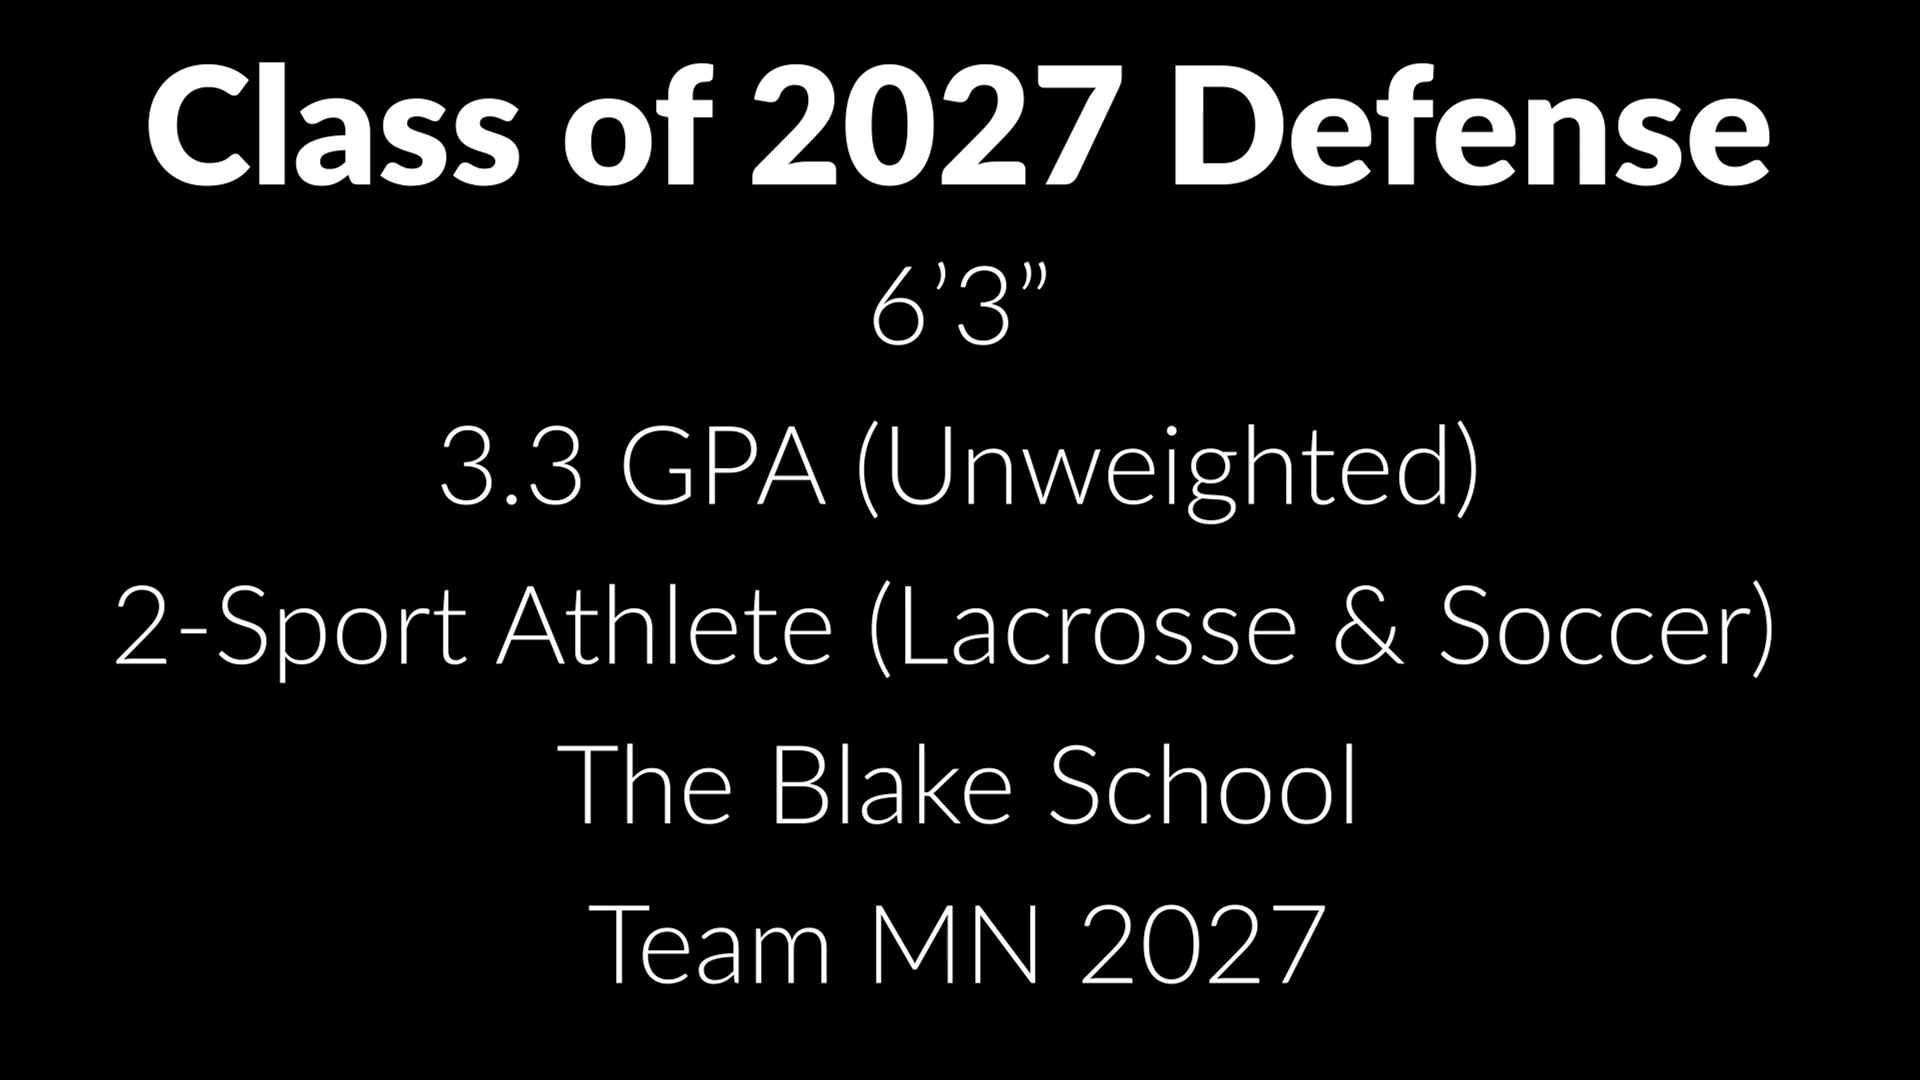 Class of 2027 Defense
6’3”
3.3 GPA (Unweighted)
2-Sport Athlete (Lacrosse & Soccer)
The Blake School
Team MN 2027